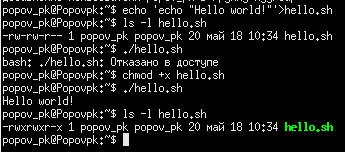 popov_pk@Popovpk:~$ echo 'echo "Hello world!"'>hello.sh
popov_pk@Popovpk:~$ ls -l hello.sh
-rw-rw-r-- 1 popov_pk popov_pk 20 май 18 10:34 hello.sh
popov_pk@Popovpk:~$ ./hello.sh
bash: ./hello.sh: Отказано в доступе
popov_pk@Popovpk:~$ chmod +x hello.sh
popov_pk@Popovpk:~$ ./hello.sh
Hello world!
popov_pk@Popovpk:~$ ls -l hello.sh
-rwxrwxr-x 1 popov_pk popov_pk 20 май 18 10:34 hello.sh
popov_pk@Popovpk:~$